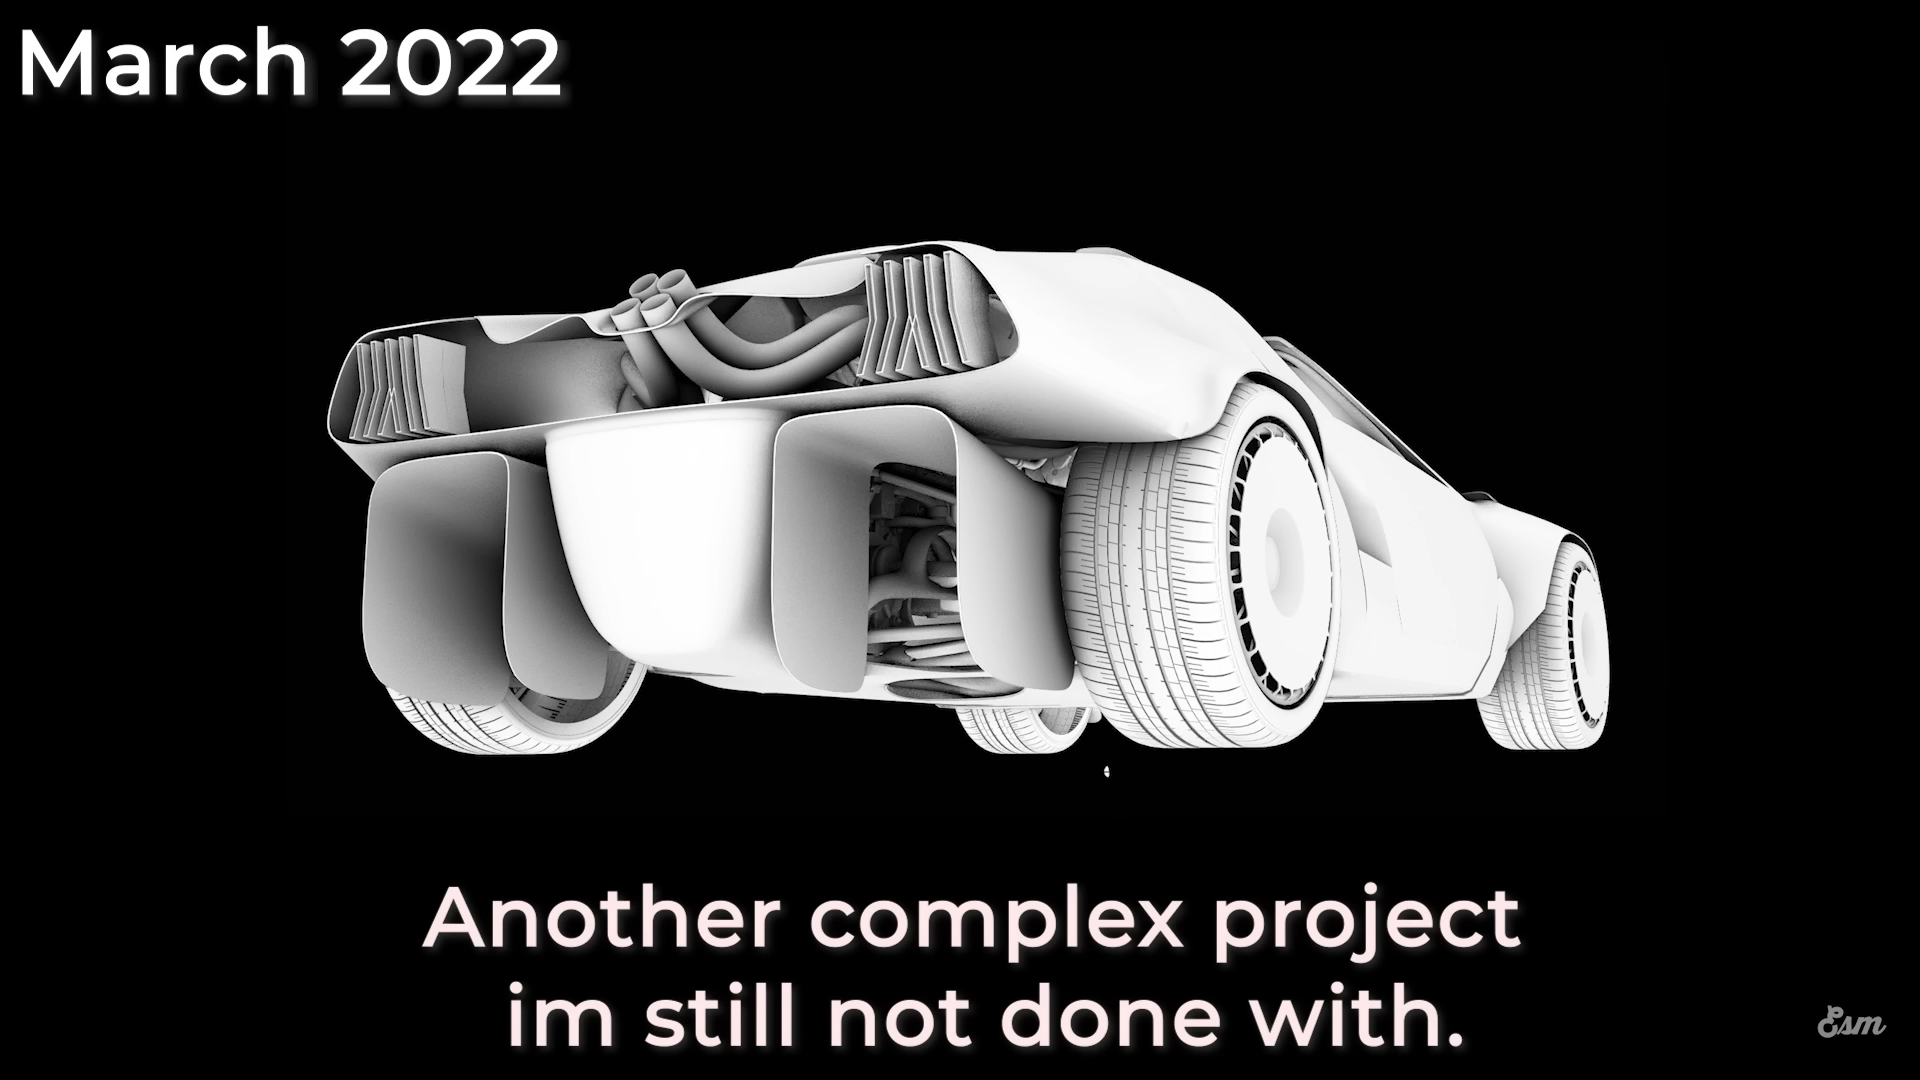 March 2022
Another complex project
im still not done with.
Esm